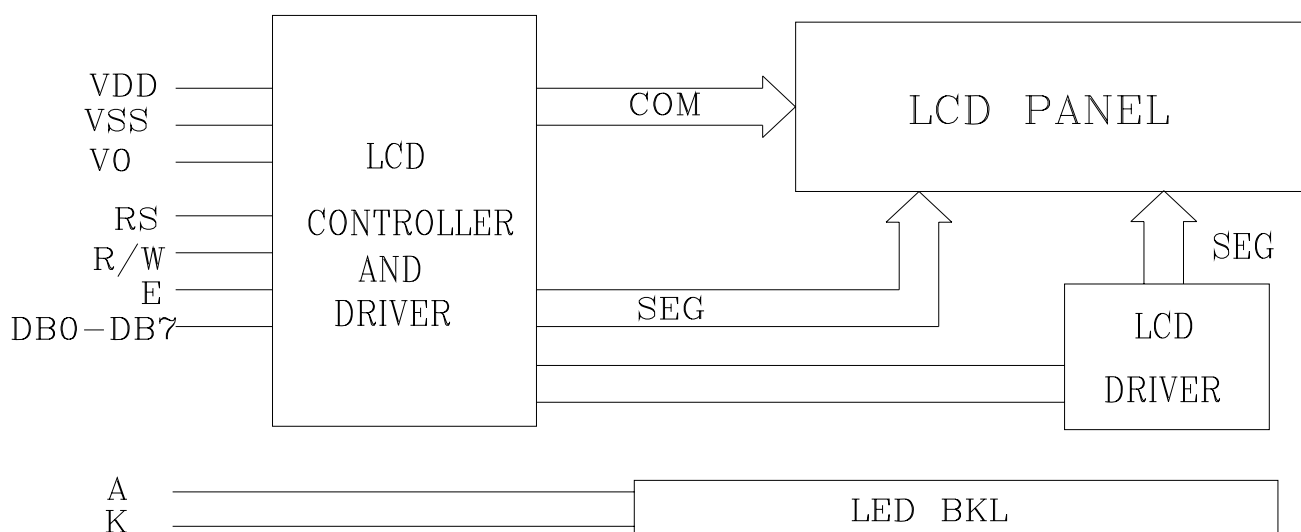 VDD
VSS
VO
RS
R/W
E
DB0-DB7
LCD
CONTROLLER
AND
DRIVER
COM
SEG
LCD PANEL
SEG
LCD
DRIVER
A
K
LED BKL